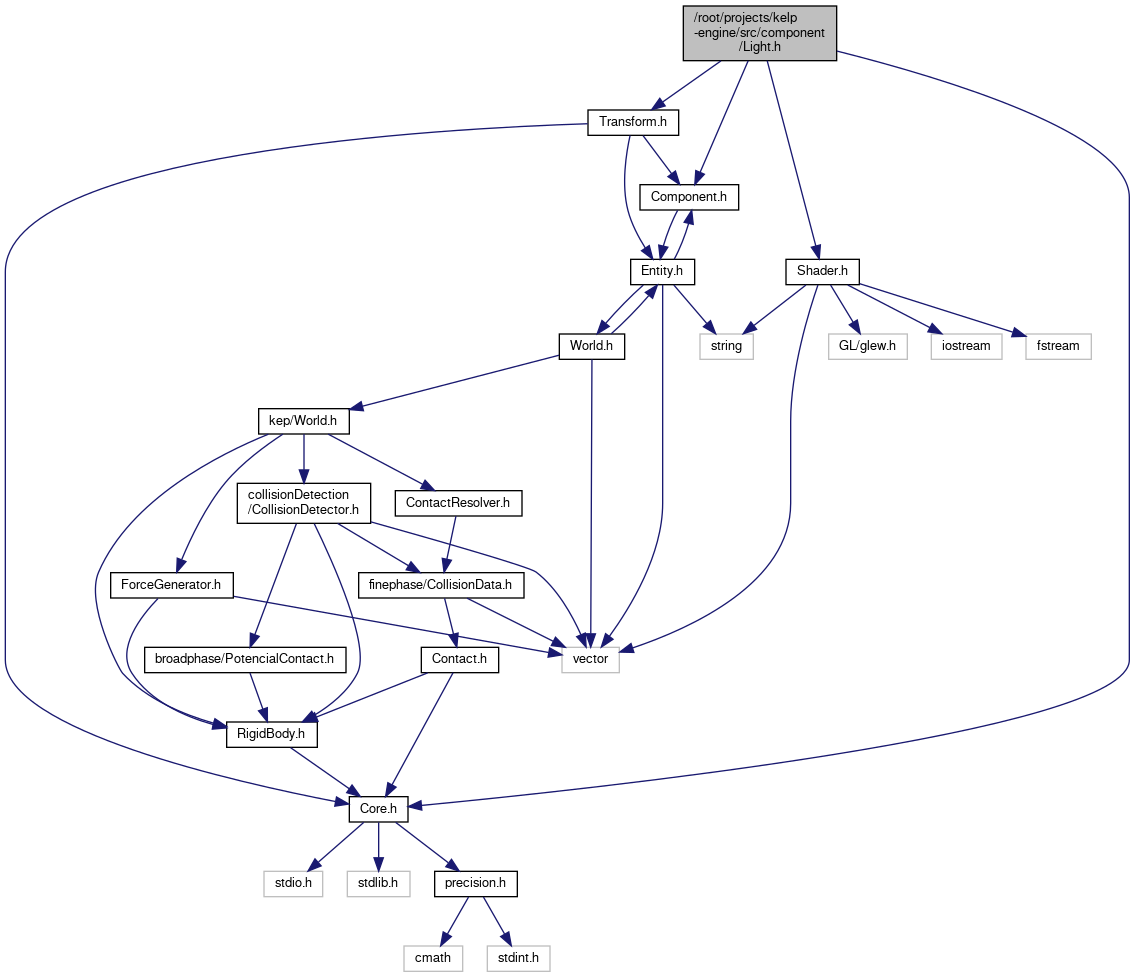 /root/projects/kelp
-engine/src/component
/Light.h
Transform.h
Component.h
Entity.h
Shader.h
World.h
string
GL/glew.h
iostream
fstream
kep/World.h
collisionDetection
/CollisionDetector.h
ContactResolver.h
ForceGenerator.h
finephase/CollisionData.h
broadphase/PotencialContact.h
Contact.h
vector
RigidBody.h
Core.h
stdio.h
stdlib.h
precision.h
cmath
stdint.h